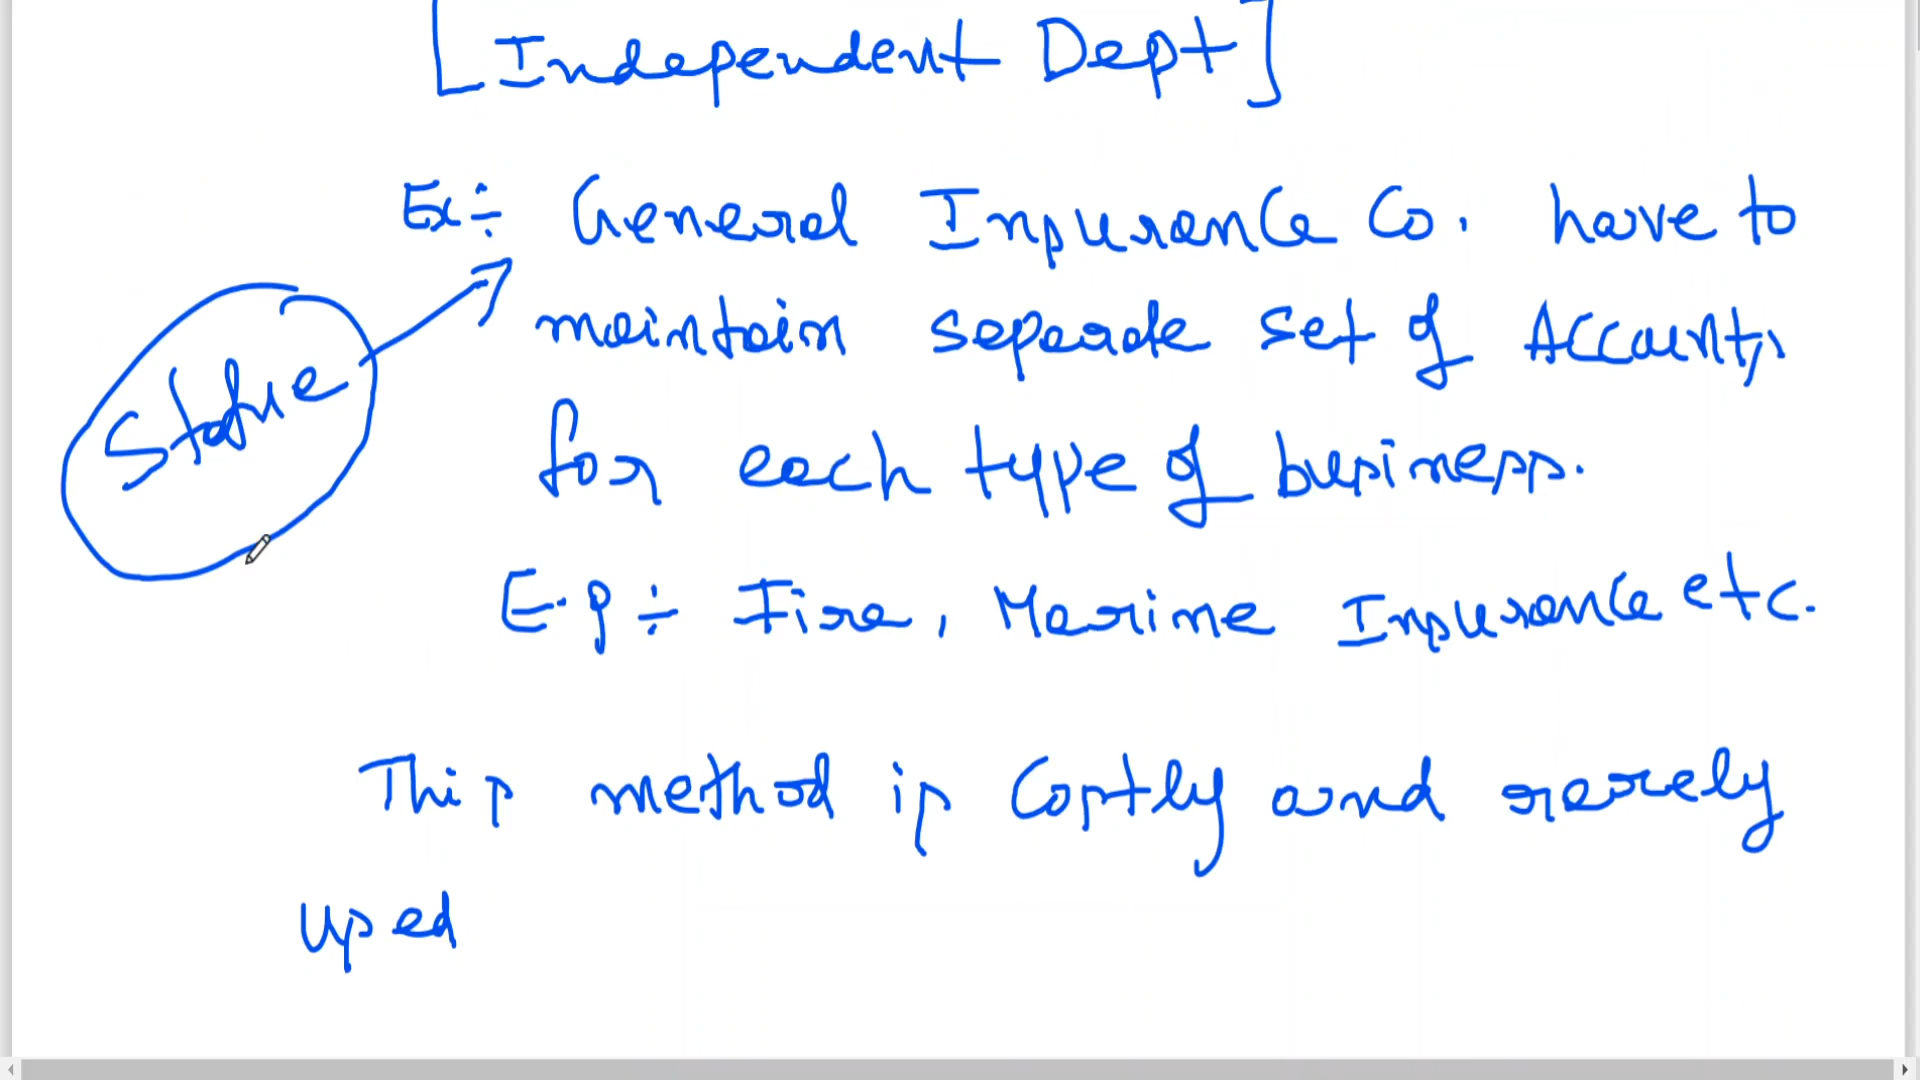 [Independent Dept]
Ex÷ General Insurance Co. have to
maintain separate set of Accounts
Statue
for each type of business.
E.g ÷ Fire, Marine Insurance etc.
This method is Costly and rarely
used